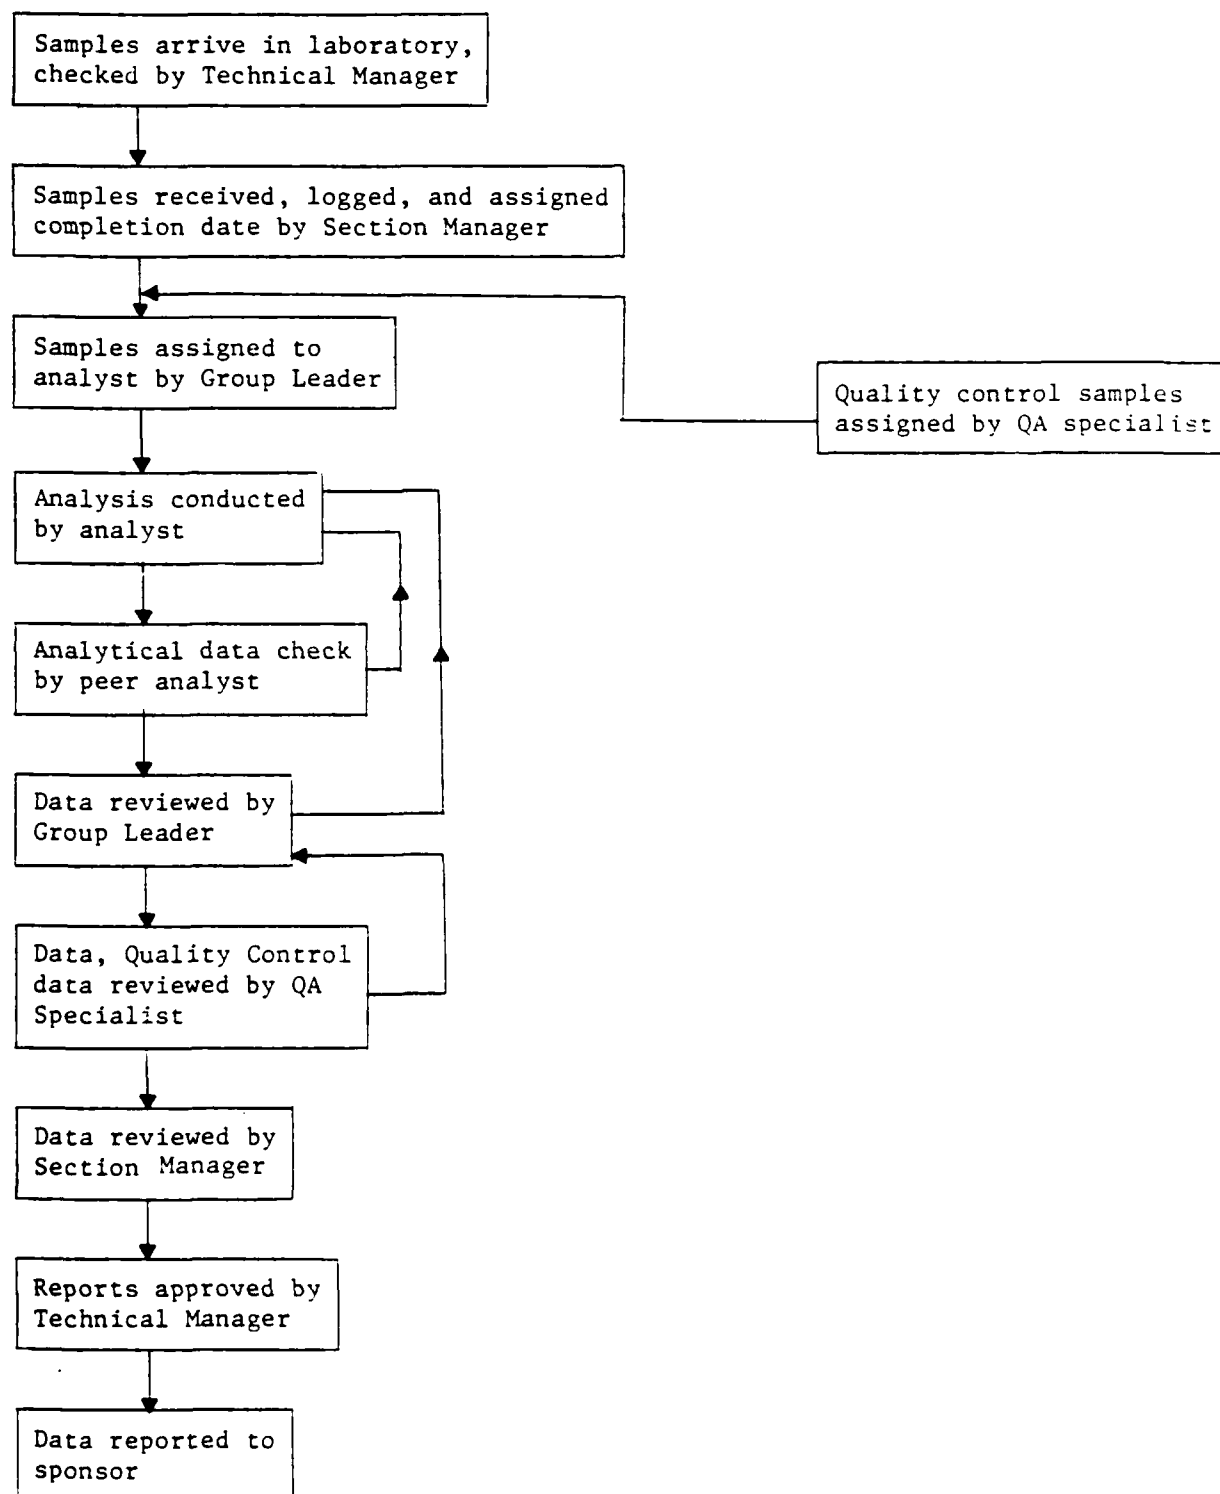 Samples arrive in laboratory,
checked by Technical Manager
Samples received, logged, and assigned
completion date by Section Manager
Samples assigned to
analyst by Group Leader
Quality control samples
assigned by QA specialist
Analysis conducted
by analyst
Analytical data check
by peer analyst
Data reviewed by
Group Leader
Data, Quality Control
data reviewed by QA
Specialist
Data reviewed by
Section Manager
Reports approved by
Technical Manager
Data reported to
sponsor